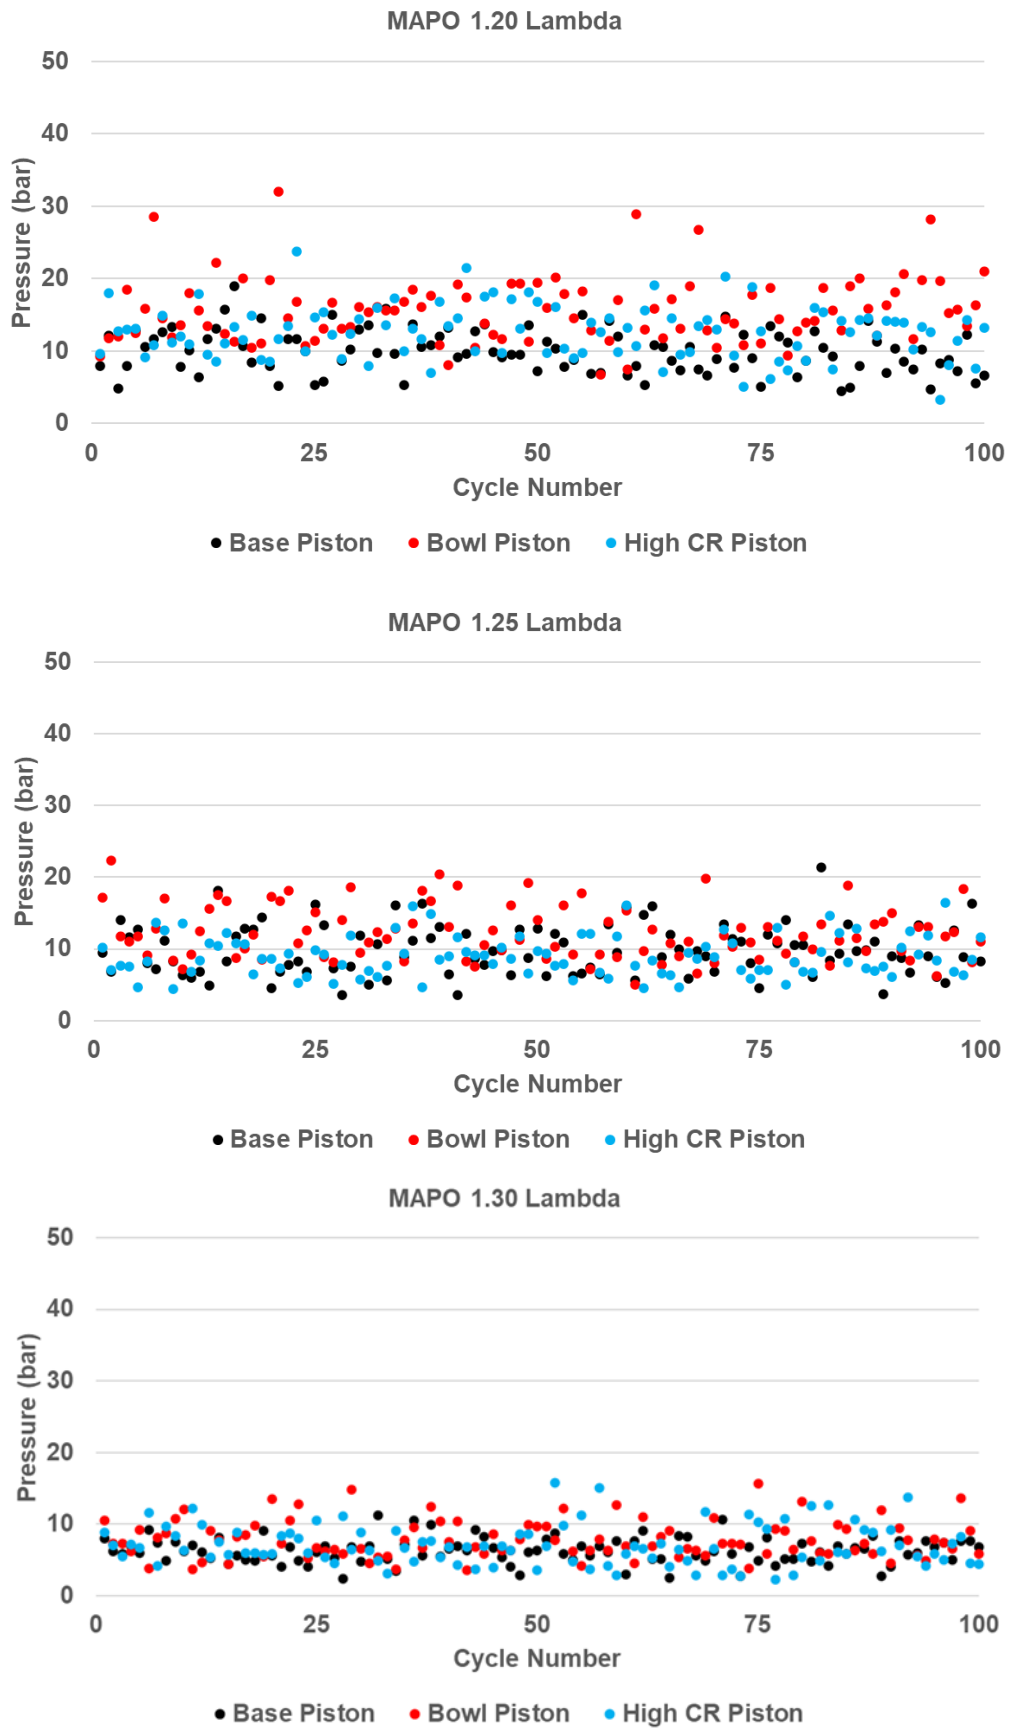 MAPO 1.20 Lambda
50
40
30
20
10
0
Pressure (bar)
0 25 50 75 100
Cycle Number
Base Piston Bowl Piston High CR Piston
MAPO 1.25 Lambda
50
40
30
20
10
0
Pressure (bar)
0 25 50 75 100
Cycle Number
Base Piston Bowl Piston High CR Piston
MAPO 1.30 Lambda
50
40
30
20
10
0
Pressure (bar)
0 25 50 75 100
Cycle Number
Base Piston Bowl Piston High CR Piston